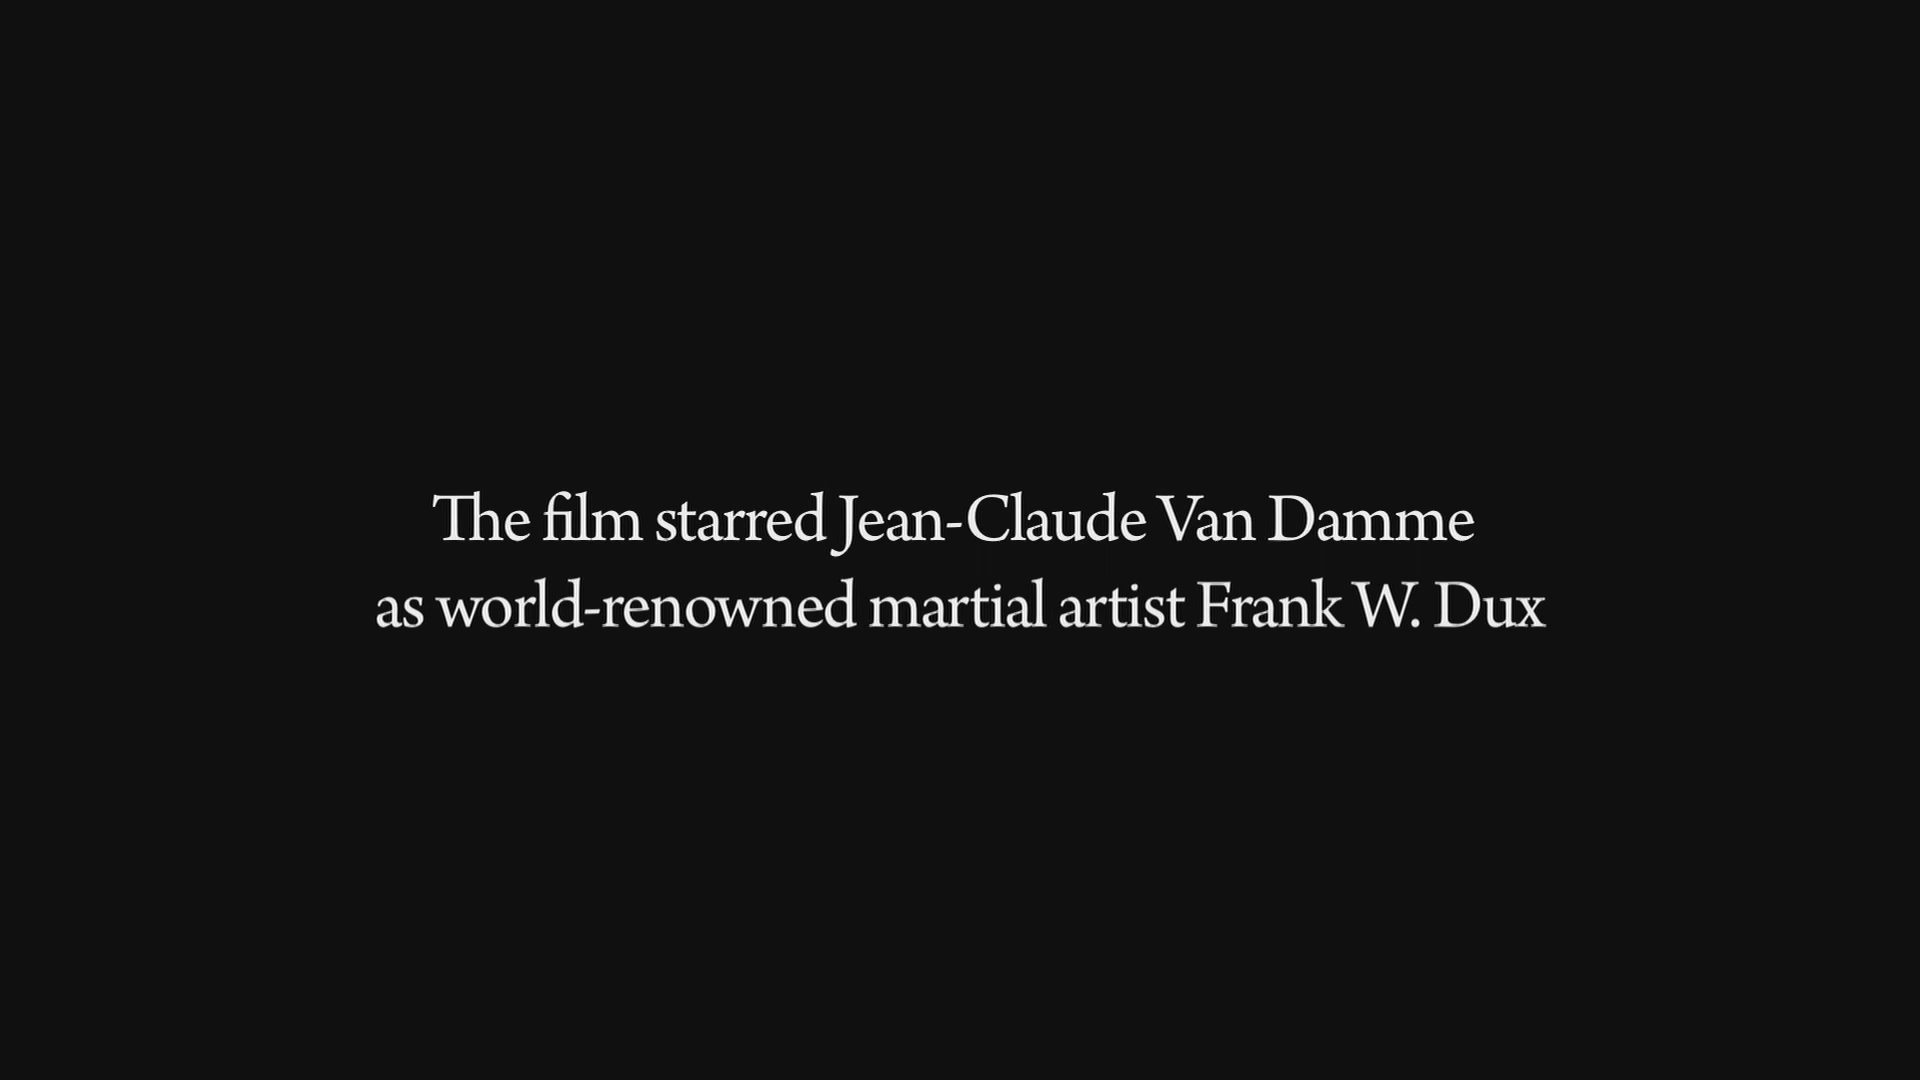 The film starred Jean-Claude Van Damme
as world-renowned martial artist Frank W. Dux